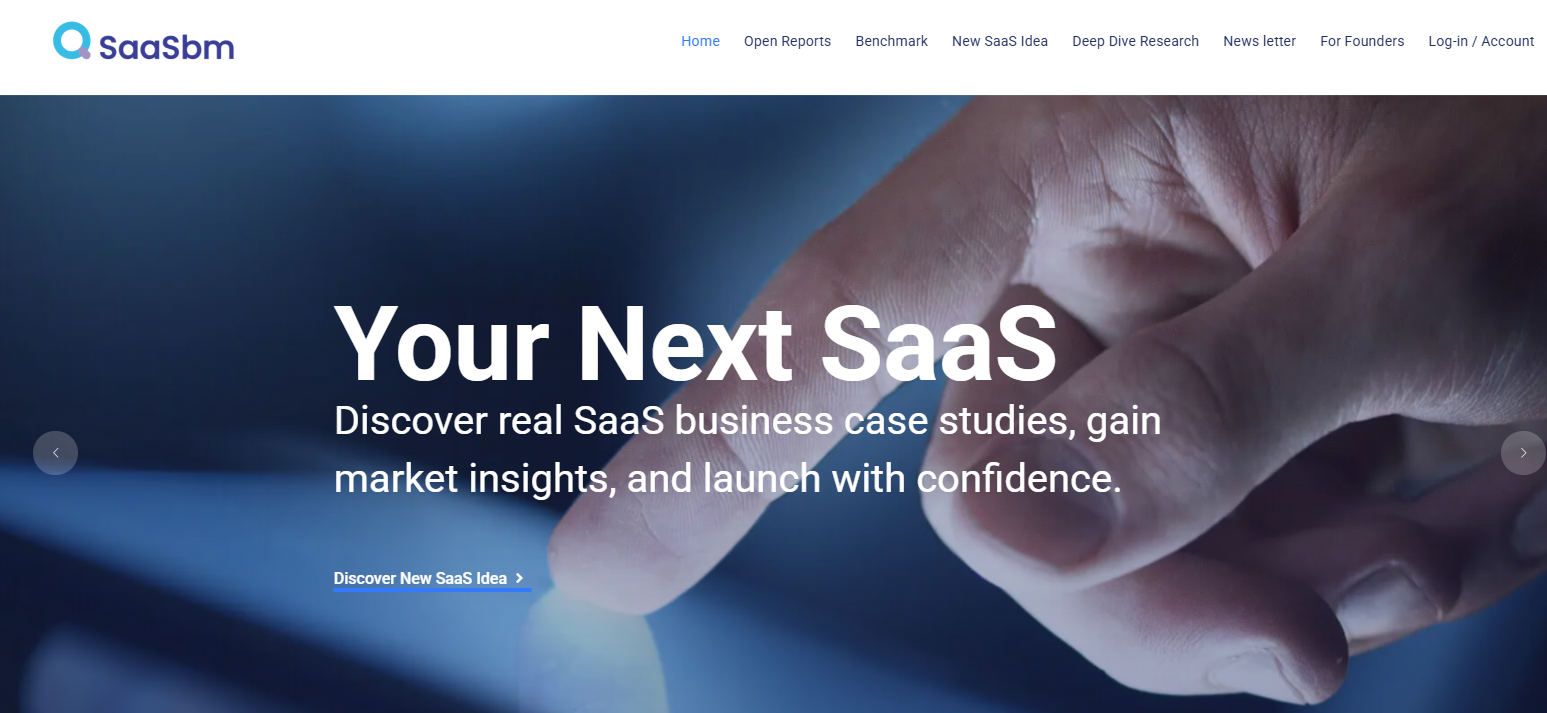 SaaSbm
Home Open Reports Benchmark New SaaS Idea Deep Dive Research News letter For Founders Log-in / Account
Your Next SaaS
Discover real SaaS business case studies, gain
market insights, and launch with confidence.
Discover New SaaS Idea